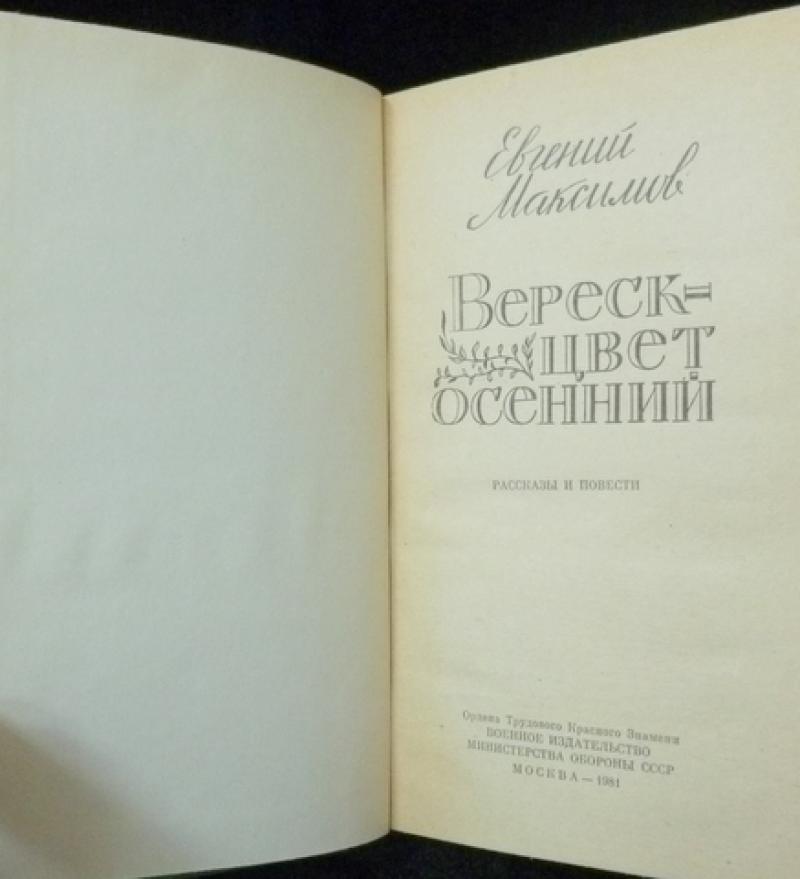 Евгений
Максимов
Вереск-
цвет
осенний
РАССКАЗЫ И ПОВЕСТИ
Ордена Трудового Красного Знамени
ВОЕННОЕ ИЗДАТЕЛЬСТВО
МИНИСТЕРСТВА ОБОРОНЫ СССР
МОСКВА — 1981